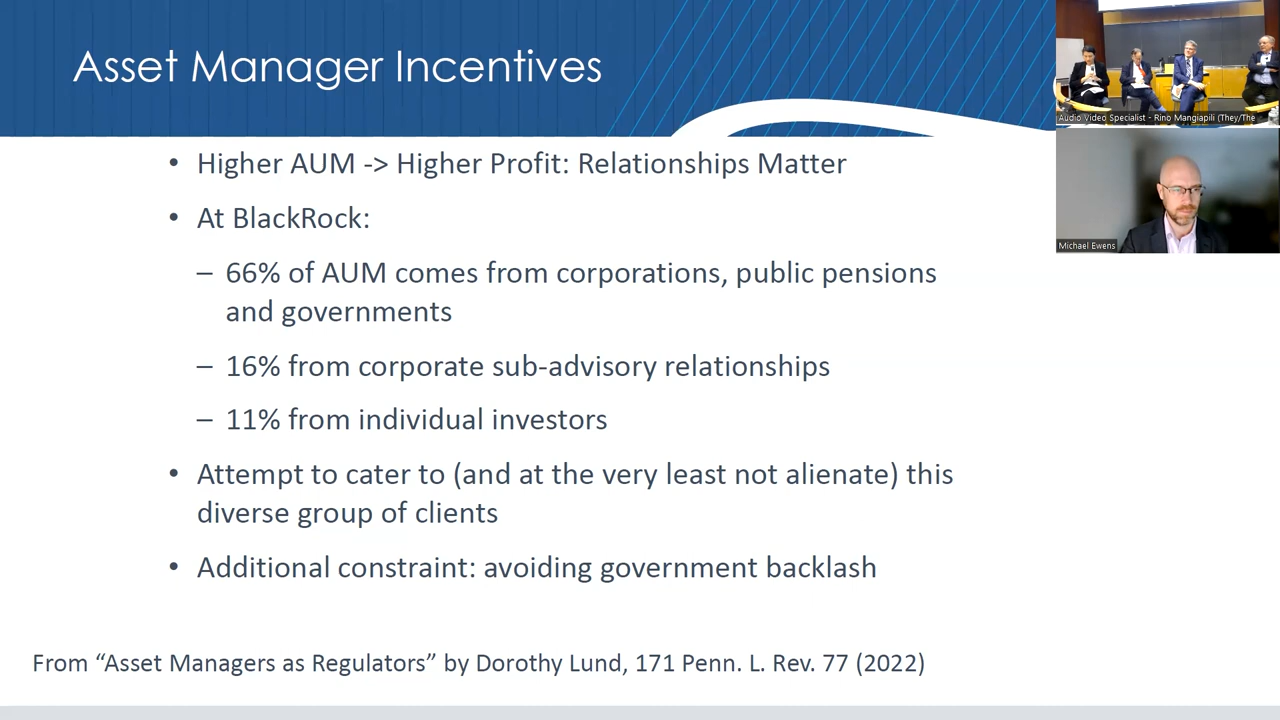 Asset Manager Incentives
• Higher AUM -> Higher Profit: Relationships Matter
• At BlackRock:
– 66% of AUM comes from corporations, public pensions
and governments
– 16% from corporate sub-advisory relationships
– 11% from individual investors
• Attempt to cater to (and at the very least not alienate) this
diverse group of clients
• Additional constraint: avoiding government backlash
From “Asset Managers as Regulators” by Dorothy Lund, 171 Penn. L. Rev. 77 (2022)
Audio Video Specialist - Rino Mangiapili (They/The
Michael Ewens